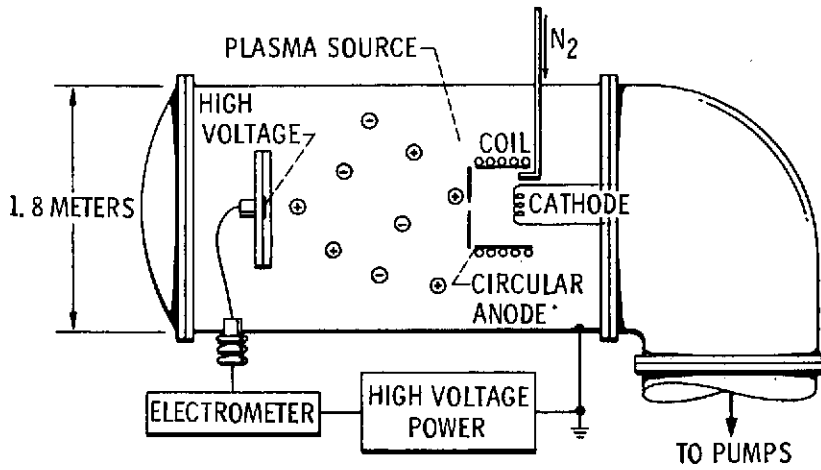 PLASMA SOURCE
N2
HIGH
VOLTAGE
COIL
1.8 METERS
CATHODE
CIRCULAR
ANODE
ELECTROMETER
HIGH VOLTAGE
POWER
TO PUMPS